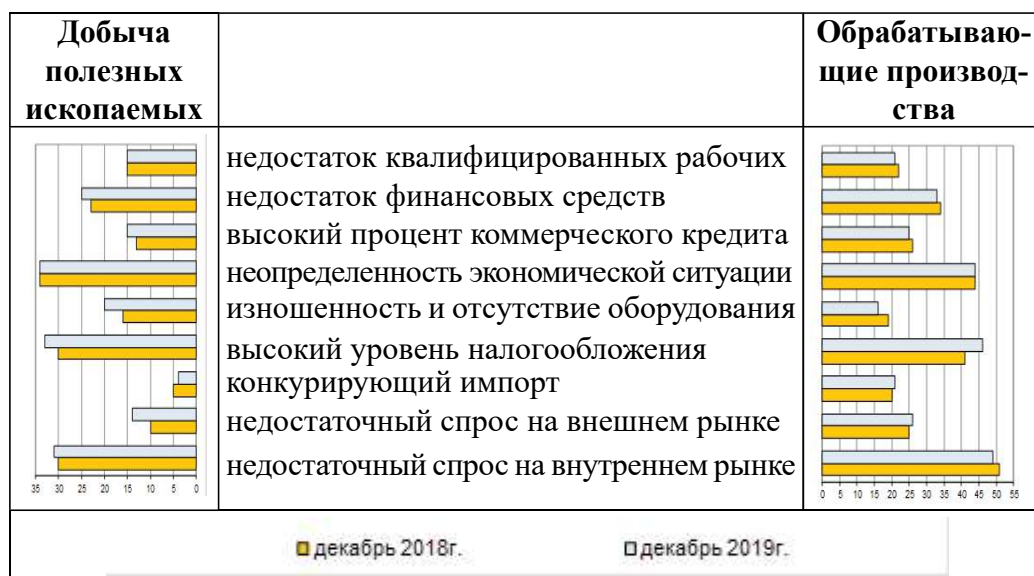 Добыча
полезных
ископаемых
Обрабатываю-
щие производ-
ства
недостаток квалифицированных рабочих
недостаток финансовых средств
высокий процент коммерческого кредита
неопределенность экономической ситуации
изношенность и отсутствие оборудования
высокий уровень налогообложения
конкурирующий импорт
недостаточный спрос на внешнем рынке
недостаточный спрос на внутреннем рынке
35 30 25 20 15 10 5 0
0 5 10 15 20 25 30 35 40 45 50 55
декабрь 2018г. декабрь 2019г.